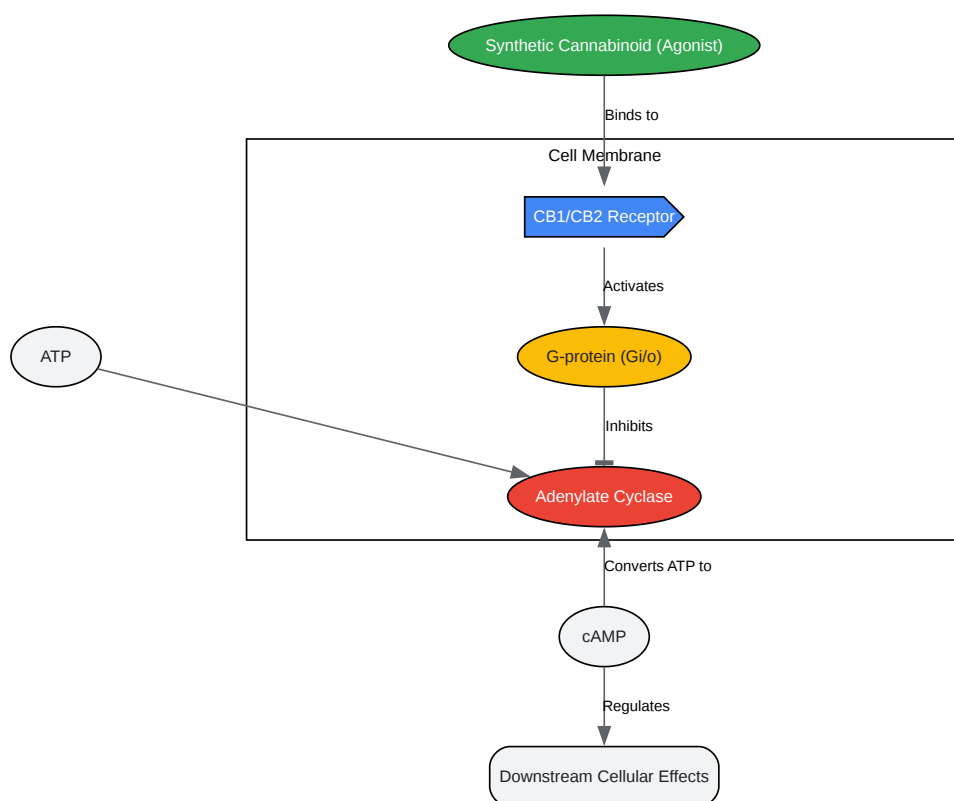 Synthetic Cannabinoid (Agonist)
Binds to
Cell Membrane
CB1/CB2 Receptor
Activates
ATP
G-protein (Gi/o)
Inhibits
Adenylate Cyclase
Converts ATP to
cAMP
Regulates
Downstream Cellular Effects